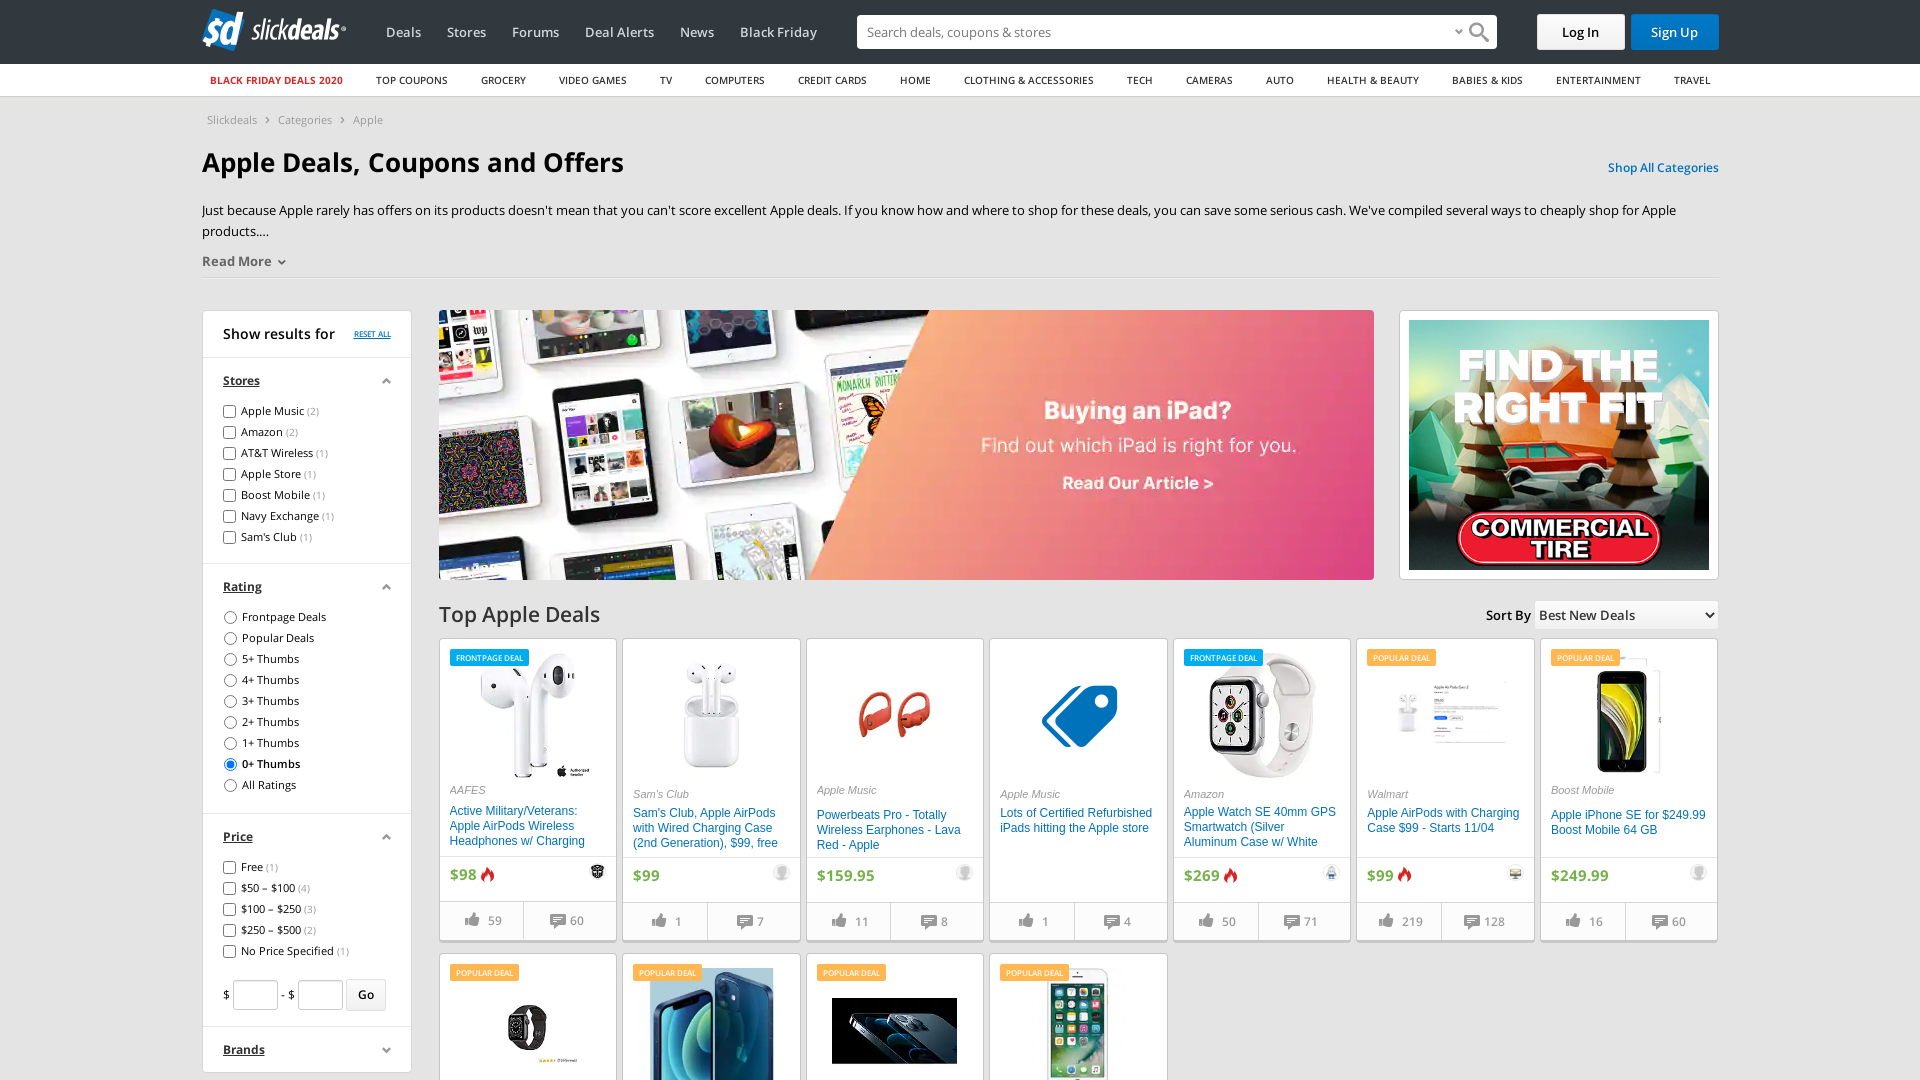 slickdeals
Deals
Stores
Forums
Deal Alerts
News
Black Friday
Search deals, coupons & stores
Log In
Sign Up
BLACK FRIDAY DEALS 2020
TOP COUPONS
GROCERY
VIDEO GAMES
TV
COMPUTERS
CREDIT CARDS
HOME
CLOTHING & ACCESSORIES
TECH
CAMERAS
AUTO
HEALTH & BEAUTY
BABIES & KIDS
ENTERTAINMENT
TRAVEL
Slickdeals
Categories
Apple
Apple Deals, Coupons and Offers
Shop All Categories
Just because Apple rarely has offers on its products doesn't mean that you can't score excellent Apple deals. If you know how and where to shop for these deals, you can save some serious cash. We've compiled several ways to cheaply shop for Apple
products.…
Read More
Show results for
RESET ALL
Stores
Apple Music (2)
Amazon (2)
AT&T Wireless (1)
Apple Store (1)
Boost Mobile (1)
Navy Exchange (1)
Sam's Club (1)
Rating
Frontpage Deals
Popular Deals
5+ Thumbs
4+ Thumbs
3+ Thumbs
2+ Thumbs
1+ Thumbs
0+ Thumbs
All Ratings
Price
Free (1)
$50 – $100 (4)
$100 – $250 (3)
$250 – $500 (2)
No Price Specified (1)
$ - $ Go
Brands
MONARCH BUTTERF
Buying an iPad?
Find out which iPad is right for you.
Read Our Article >
FIND THE
RIGHT FIT
COMMERCIAL
TIRE
Top Apple Deals
Sort By
Best New Deals
FRONTPAGE DEAL
AAFES
Active Military/Veterans:
Apple AirPods Wireless
Headphones w/ Charging
$98
59
60
Sam's Club
Sam's Club, Apple AirPods
with Wired Charging Case
(2nd Generation), $99, free
$99
1
7
Apple Music
Powerbeats Pro - Totally
Wireless Earphones - Lava
Red - Apple
$159.95
11
8
Apple Music
Lots of Certified Refurbished
iPads hitting the Apple store
1
4
FRONTPAGE DEAL
Amazon
Apple Watch SE 40mm GPS
Smartwatch (Silver
Aluminum Case w/ White
$269
50
71
POPULAR DEAL
Walmart
Apple AirPods with Charging
Case $99 - Starts 11/04
$99
219
128
POPULAR DEAL
Boost Mobile
Apple iPhone SE for $249.99
Boost Mobile 64 GB
$249.99
16
60
POPULAR DEAL
POPULAR DEAL
POPULAR DEAL
POPULAR DEAL